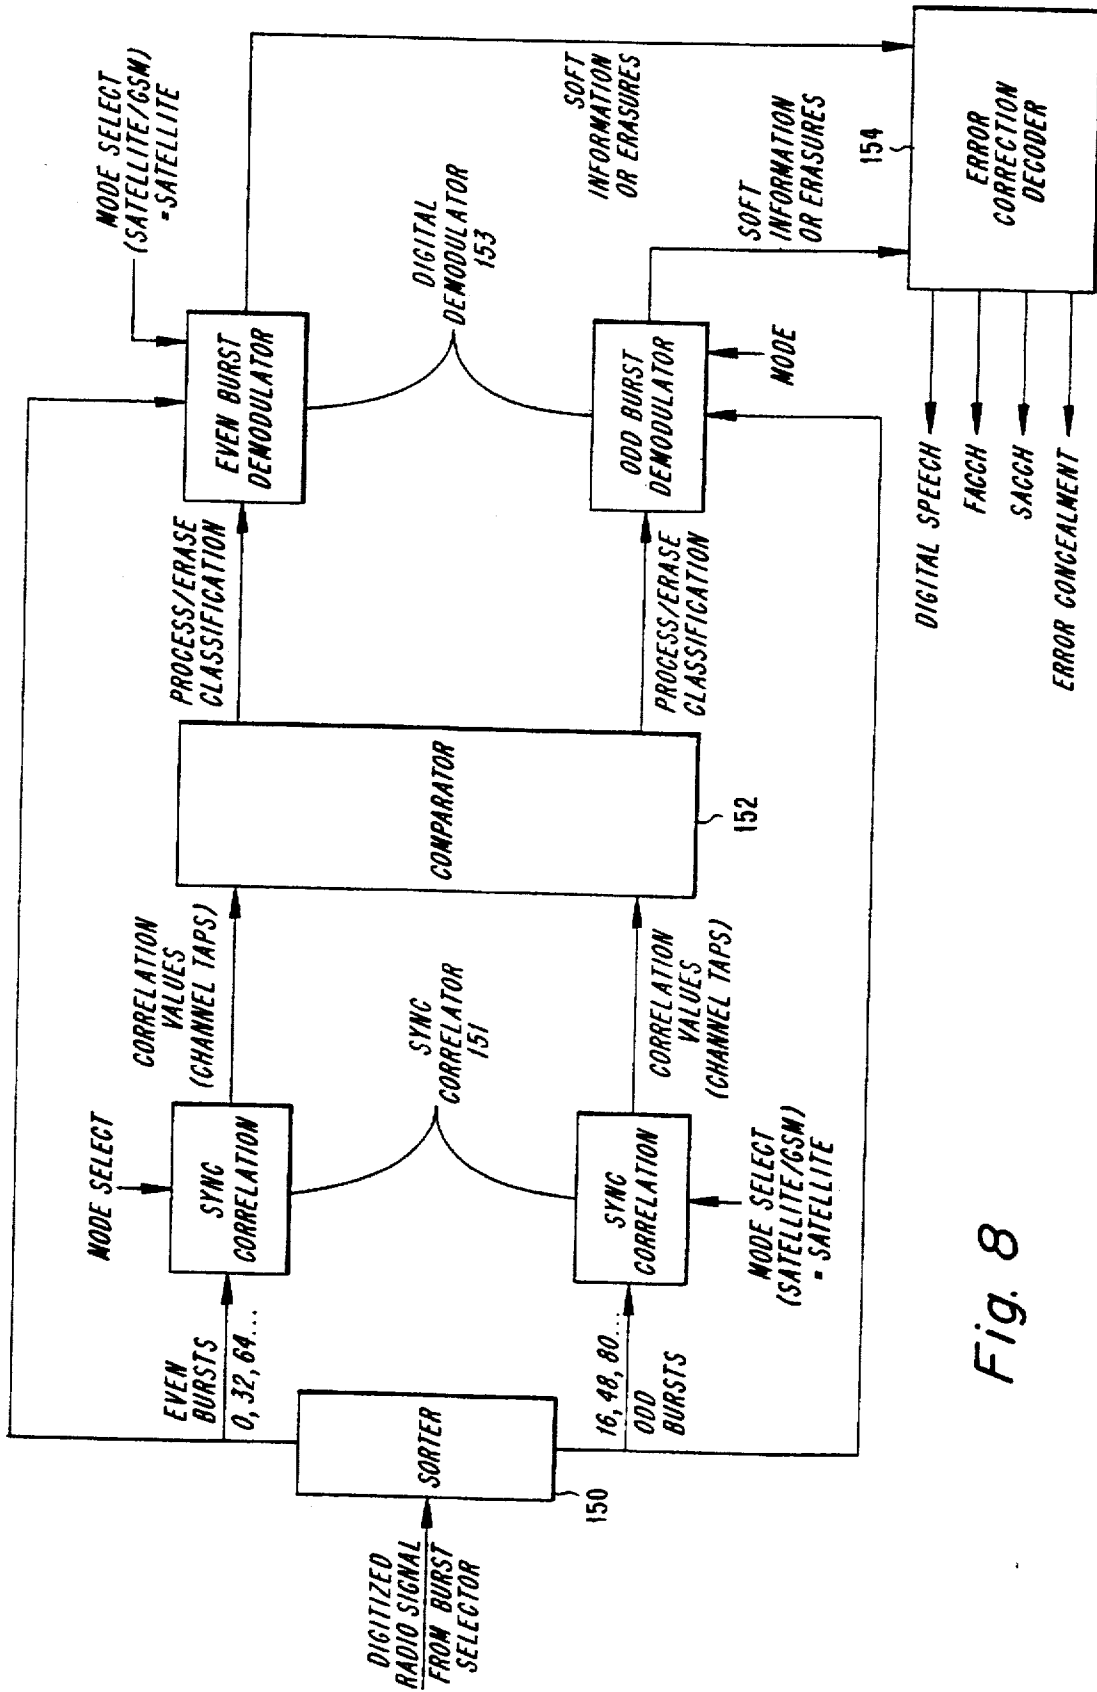 DIGITIZED
RADIO SIGNAL
FROM BURST
SELECTOR
SORTER
150
EVEN
BURSTS
0, 32, 64...
16, 48, 80...
ODD
BURSTS
MODE SELECT
SYNC
CORRELATION
SYNC
CORRELATOR
151
SYNC
CORRELATION
MODE SELECT
(SATELLITE/GSM)
= SATELLITE
CORRELATION
VALUES
(CHANNEL TAPS)
CORRELATION
VALUES
(CHANNEL TAPS)
COMPARATOR
152
PROCESS/ERASE
CLASSIFICATION
PROCESS/ERASE
CLASSIFICATION
MODE SELECT
(SATELLITE/GSM)
=SATELLITE
EVEN BURST
DEMODULATOR
DIGITAL
DEMODULATOR
153
ODD BURST
DEMODULATOR
MODE
SOFT
INFORMATION
OR ERASURES
SOFT
INFORMATION
OR ERASURES
154
ERROR
CORRECTION
DECODER
DIGITAL SPEECH
FACCH
SACCH
ERROR CONCEALMENT
Fig. 8